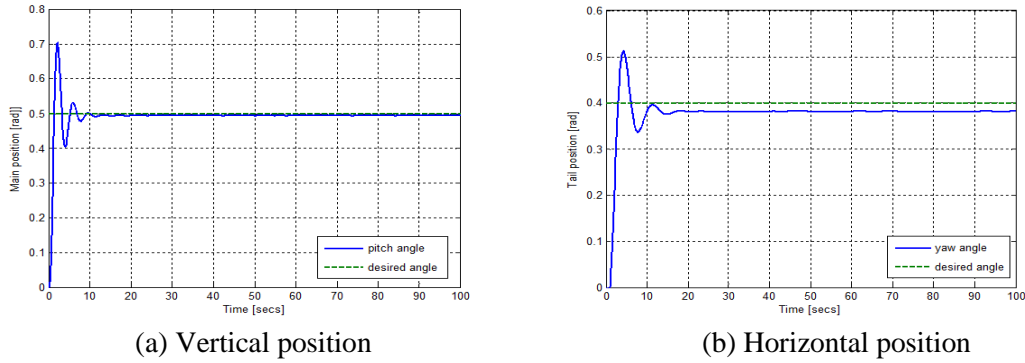 0.8
0.7
0.6
0.5
0.4
0.3
0.2
0.1
0
Main position [rad]]
0 10 20 30 40 50 60 70 80 90 100
Time [secs]
pitch angle
desired angle
(a) Vertical position
0.6
0.5
0.4
0.3
0.2
0.1
0
Tail position [rad]
0 10 20 30 40 50 60 70 80 90 100
Time [secs]
yaw angle
desired angle
(b) Horizontal position